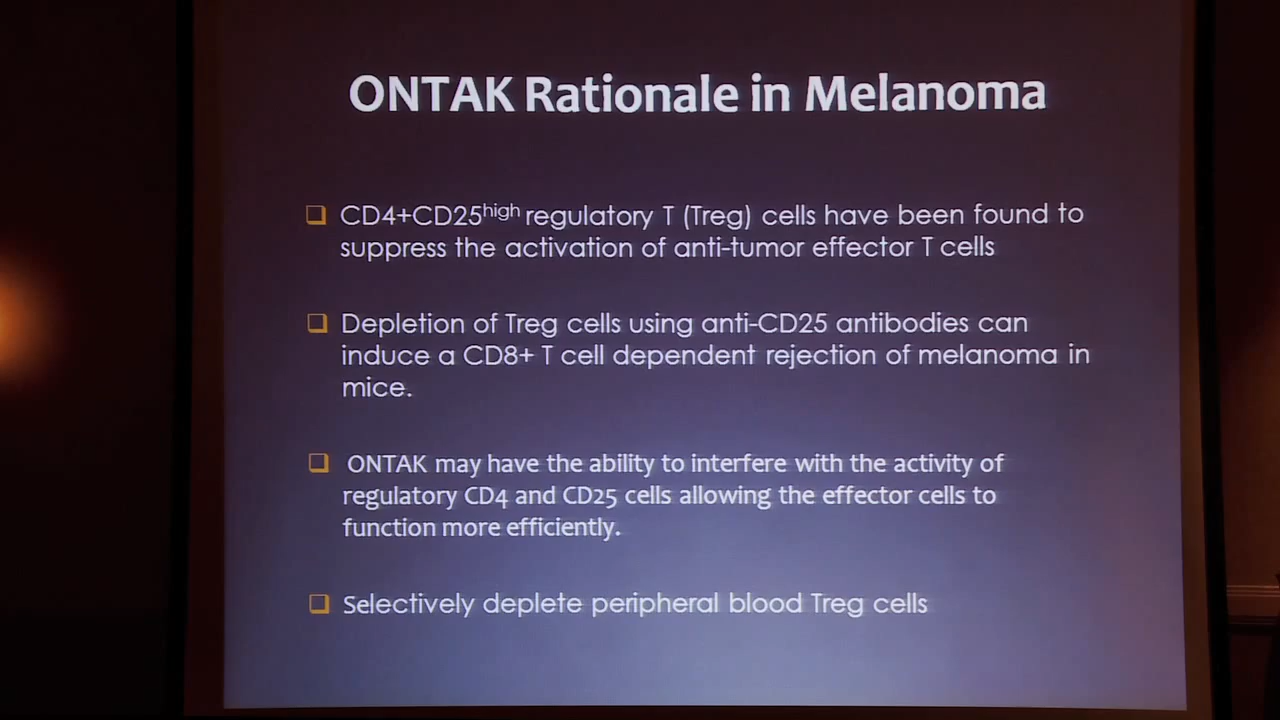 ONTAK Rationale in Melanoma
❑ CD4+CD25high regulatory T (Treg) cells have been found to
suppress the activation of anti-tumor effector T cells
❑ Depletion of Treg cells using anti-CD25 antibodies can
induce a CD8+ T cell dependent rejection of melanoma in
mice.
❑ ONTAK may have the ability to interfere with the activity of
regulatory CD4 and CD25 cells allowing the effector cells to
function more efficiently.
❑ Selectively deplete peripheral blood Treg cells